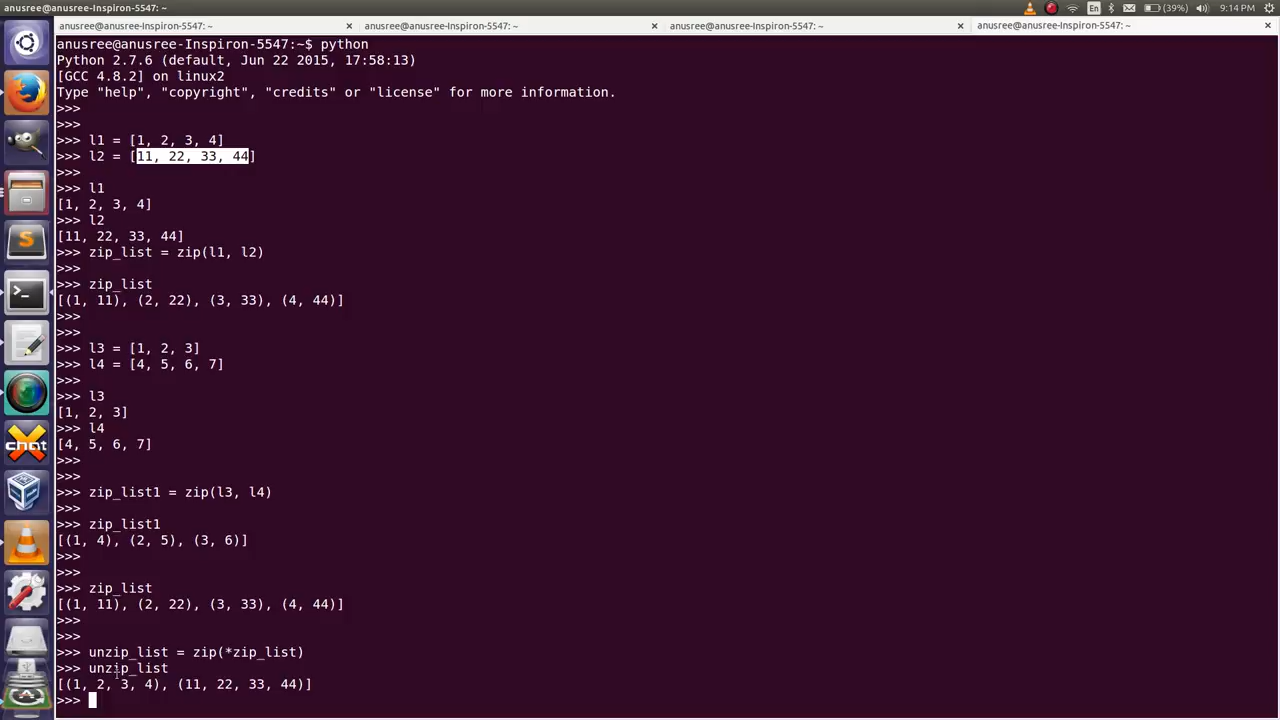 En (39%) 9:14 PM
anusree@anusree-Inspiron-5547: ~ × anusree@anusree-Inspiron-5547: ~ × anusree@anusree-Inspiron-5547: ~ × anusree@anusree-Inspiron-5547: ~ ×
anusree@anusree-Inspiron-5547:~$ python
Python 2.7.6 (default, Jun 22 2015, 17:58:13)
[GCC 4.8.2] on linux2
Type "help", "copyright", "credits" or "license" for more information.
>>>
>>>
>>> l1 = [1, 2, 3, 4]
>>> l2 = [11, 22, 33, 44]
>>>
>>> l1
[1, 2, 3, 4]
>>> l2
[11, 22, 33, 44]
>>> zip_list = zip(l1, l2)
>>>
>>> zip_list
[(1, 11), (2, 22), (3, 33), (4, 44)]
>>>
>>>
>>> l3 = [1, 2, 3]
>>> l4 = [4, 5, 6, 7]
>>>
>>> l3
[1, 2, 3]
>>> l4
[4, 5, 6, 7]
>>>
>>>
>>> zip_list1 = zip(l3, l4)
>>>
>>> zip_list1
[(1, 4), (2, 5), (3, 6)]
>>>
>>>
>>> zip_list
[(1, 11), (2, 22), (3, 33), (4, 44)]
>>>
>>>
>>> unzip_list = zip(*zip_list)
>>> unzip_list
[(1, 2, 3, 4), (11, 22, 33, 44)]
>>>
S
>_
chat